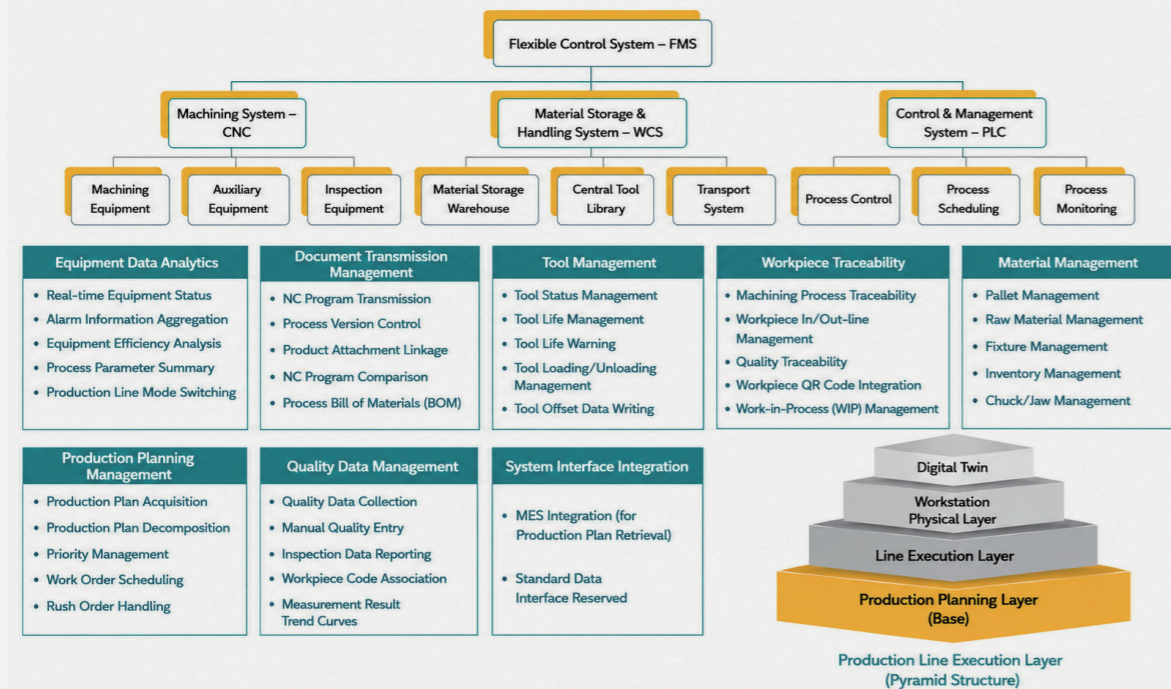 Flexible Control System – FMS
Machining System –
CNC
Material Storage &
Handling System – WCS
Control & Management
System – PLC
Machining
Equipment
Auxiliary
Equipment
Inspection
Equipment
Material Storage
Warehouse
Central Tool
Library
Transport
System
Process Control
Process
Scheduling
Process
Monitoring
Equipment Data Analytics
• Real-time Equipment Status
• Alarm Information Aggregation
• Equipment Efficiency Analysis
• Process Parameter Summary
• Production Line Mode Switching
Document Transmission
Management
• NC Program Transmission
• Process Version Control
• Product Attachment Linkage
• NC Program Comparison
• Process Bill of Materials (BOM)
Tool Management
• Tool Status Management
• Tool Life Management
• Tool Life Warning
• Tool Loading/Unloading
Management
• Tool Offset Data Writing
Workpiece Traceability
• Machining Process Traceability
• Workpiece In/Out-line
Management
• Quality Traceability
• Workpiece QR Code Integration
• Work-in-Process (WIP) Management
Material Management
• Pallet Management
• Raw Material Management
• Fixture Management
• Inventory Management
• Chuck/Jaw Management
Production Planning
Management
• Production Plan Acquisition
• Production Plan Decomposition
• Priority Management
• Work Order Scheduling
• Rush Order Handling
Quality Data Management
• Quality Data Collection
• Manual Quality Entry
• Inspection Data Reporting
• Workpiece Code Association
• Measurement Result
Trend Curves
System Interface Integration
• MES Integration (for
Production Plan Retrieval)
• Standard Data
Interface Reserved
Digital Twin
Workstation
Physical Layer
Line Execution Layer
Production Planning Layer
(Base)
Production Line Execution Layer
(Pyramid Structure)